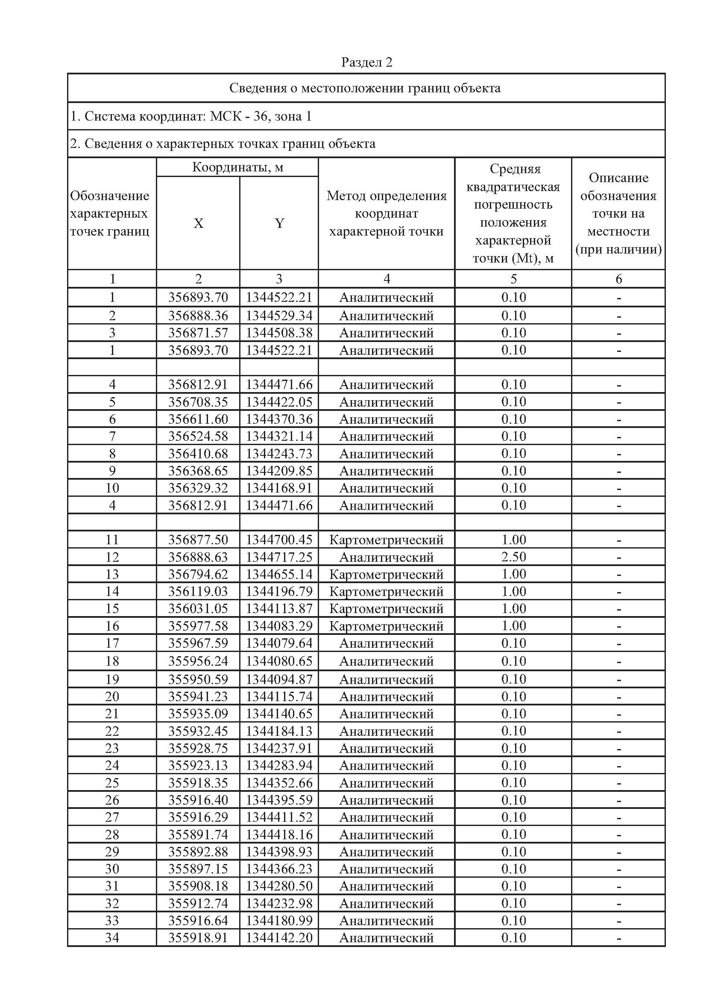 Раздел 2
Сведения о местоположении границ объекта
1. Система координат: МСК - 36, зона 1
2. Сведения о характерных точках границ объекта
Обозначение характерных точек границ
Координаты, м
X
Y
Метод определения координат характерной точки
Средняя квадратическая погрешность положения характерной точки (Mt), м
Описание обозначения точки на местности (при наличии)
1 2 3 4 5 6
1 356893.70 1344522.21 Аналитический 0.10 -
2 356888.36 1344529.34 Аналитический 0.10 -
3 356871.57 1344508.38 Аналитический 0.10 -
1 356893.70 1344522.21 Аналитический 0.10 -
4 356812.91 1344471.66 Аналитический 0.10 -
5 356708.35 1344422.05 Аналитический 0.10 -
6 356611.60 1344370.36 Аналитический 0.10 -
7 356524.58 1344321.14 Аналитический 0.10 -
8 356410.68 1344243.73 Аналитический 0.10 -
9 356368.65 1344209.85 Аналитический 0.10 -
10 356329.32 1344168.91 Аналитический 0.10 -
4 356812.91 1344471.66 Аналитический 0.10 -
11 356877.50 1344700.45 Картометрический 1.00 -
12 356888.63 1344717.25 Аналитический 2.50 -
13 356794.62 1344655.14 Картометрический 1.00 -
14 356119.03 1344196.79 Картометрический 1.00 -
15 356031.05 1344113.87 Картометрический 1.00 -
16 355977.58 1344083.29 Картометрический 1.00 -
17 355967.59 1344079.64 Аналитический 0.10 -
18 355956.24 1344080.65 Аналитический 0.10 -
19 355950.59 1344094.87 Аналитический 0.10 -
20 355941.23 1344115.74 Аналитический 0.10 -
21 355935.09 1344140.65 Аналитический 0.10 -
22 355932.45 1344184.13 Аналитический 0.10 -
23 355928.75 1344237.91 Аналитический 0.10 -
24 355923.13 1344283.94 Аналитический 0.10 -
25 355918.35 1344352.66 Аналитический 0.10 -
26 355916.40 1344395.59 Аналитический 0.10 -
27 355916.29 1344411.52 Аналитический 0.10 -
28 355891.74 1344418.16 Аналитический 0.10 -
29 355892.88 1344398.93 Аналитический 0.10 -
30 355897.15 1344366.23 Аналитический 0.10 -
31 355908.18 1344280.50 Аналитический 0.10 -
32 355912.74 1344232.98 Аналитический 0.10 -
33 355916.64 1344180.99 Аналитический 0.10 -
34 355918.91 1344142.20 Аналитический 0.10 -